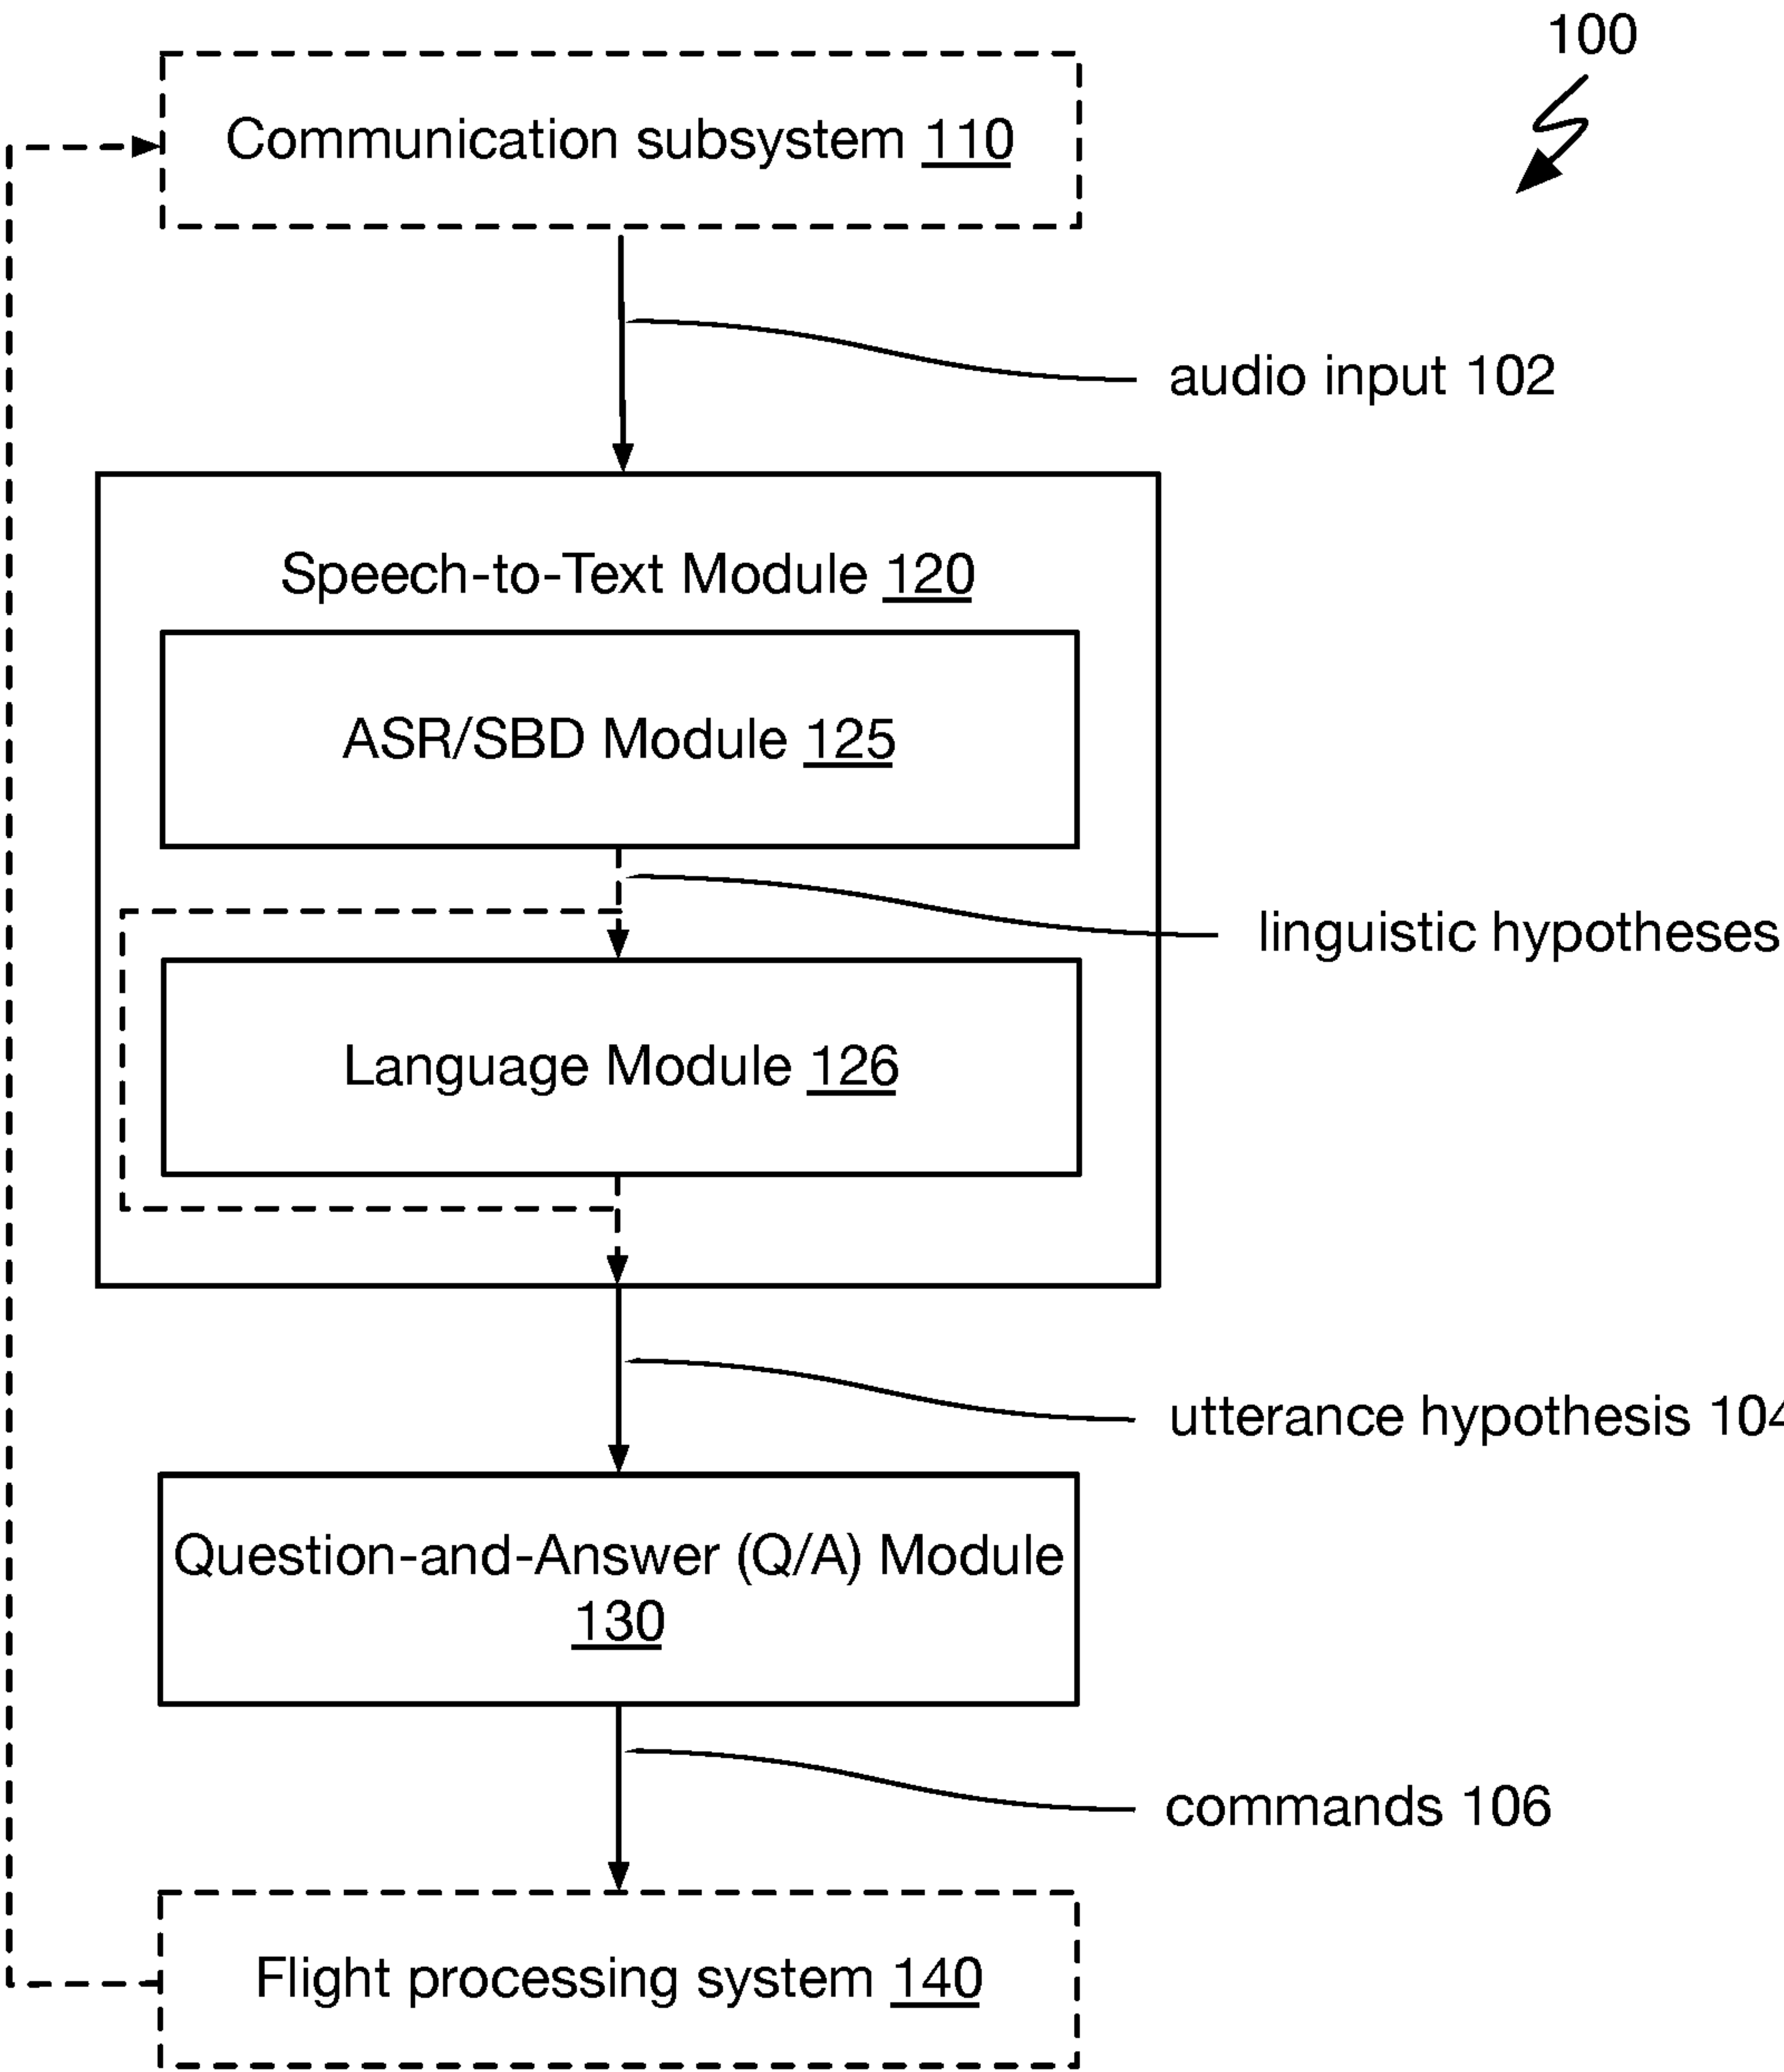 100
Communication subsystem 110
audio input 102
Speech-to-Text Module 120
ASR/SBD Module 125
linguistic hypotheses
Language Module 126
utterance hypothesis 104
Question-and-Answer (Q/A) Module
130
commands 106
Flight processing system 140